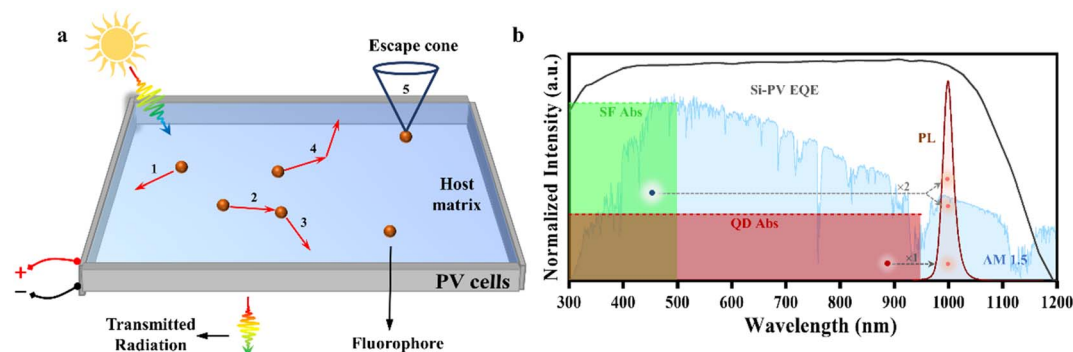 a
Escape cone
5
1
4
2
3
Host
matrix
PV cells
+
−
Transmitted
Radiation
Fluorophore
b
Normalized Intensity (a.u.)
Si-PV EQE
SF Abs
PL
×2
QD Abs
×1
AM 1.5
300 400 500 600 700 800 900 1000 1100 1200
Wavelength (nm)